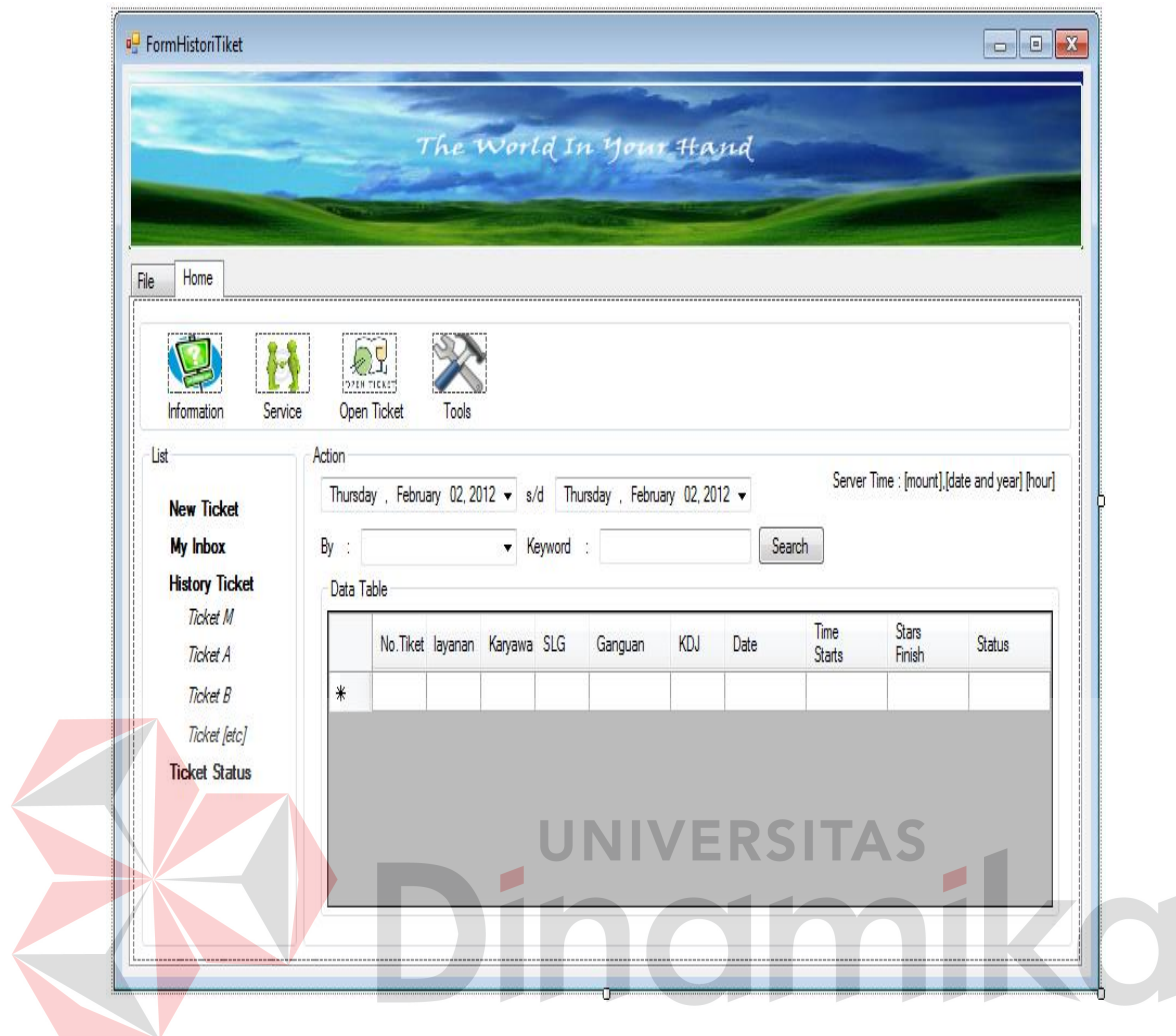 FormHistoriTiket
The World In Your Hand
File Home
OPEN TICKET
Information Service Open Ticket Tools
List
New Ticket
My Inbox
History Ticket
Ticket M
Ticket A
Ticket B
Ticket [etc]
Ticket Status
Action
Thursday , February 02, 2012 s/d Thursday , February 02, 2012
Server Time : [mount],[date and year] [hour]
By : Keyword : Search
Data Table
No.Tiket layanan Karyawa SLG Ganguan KDJ Date Time Starts Stars Finish Status
UNIVERSITAS
Dinamika